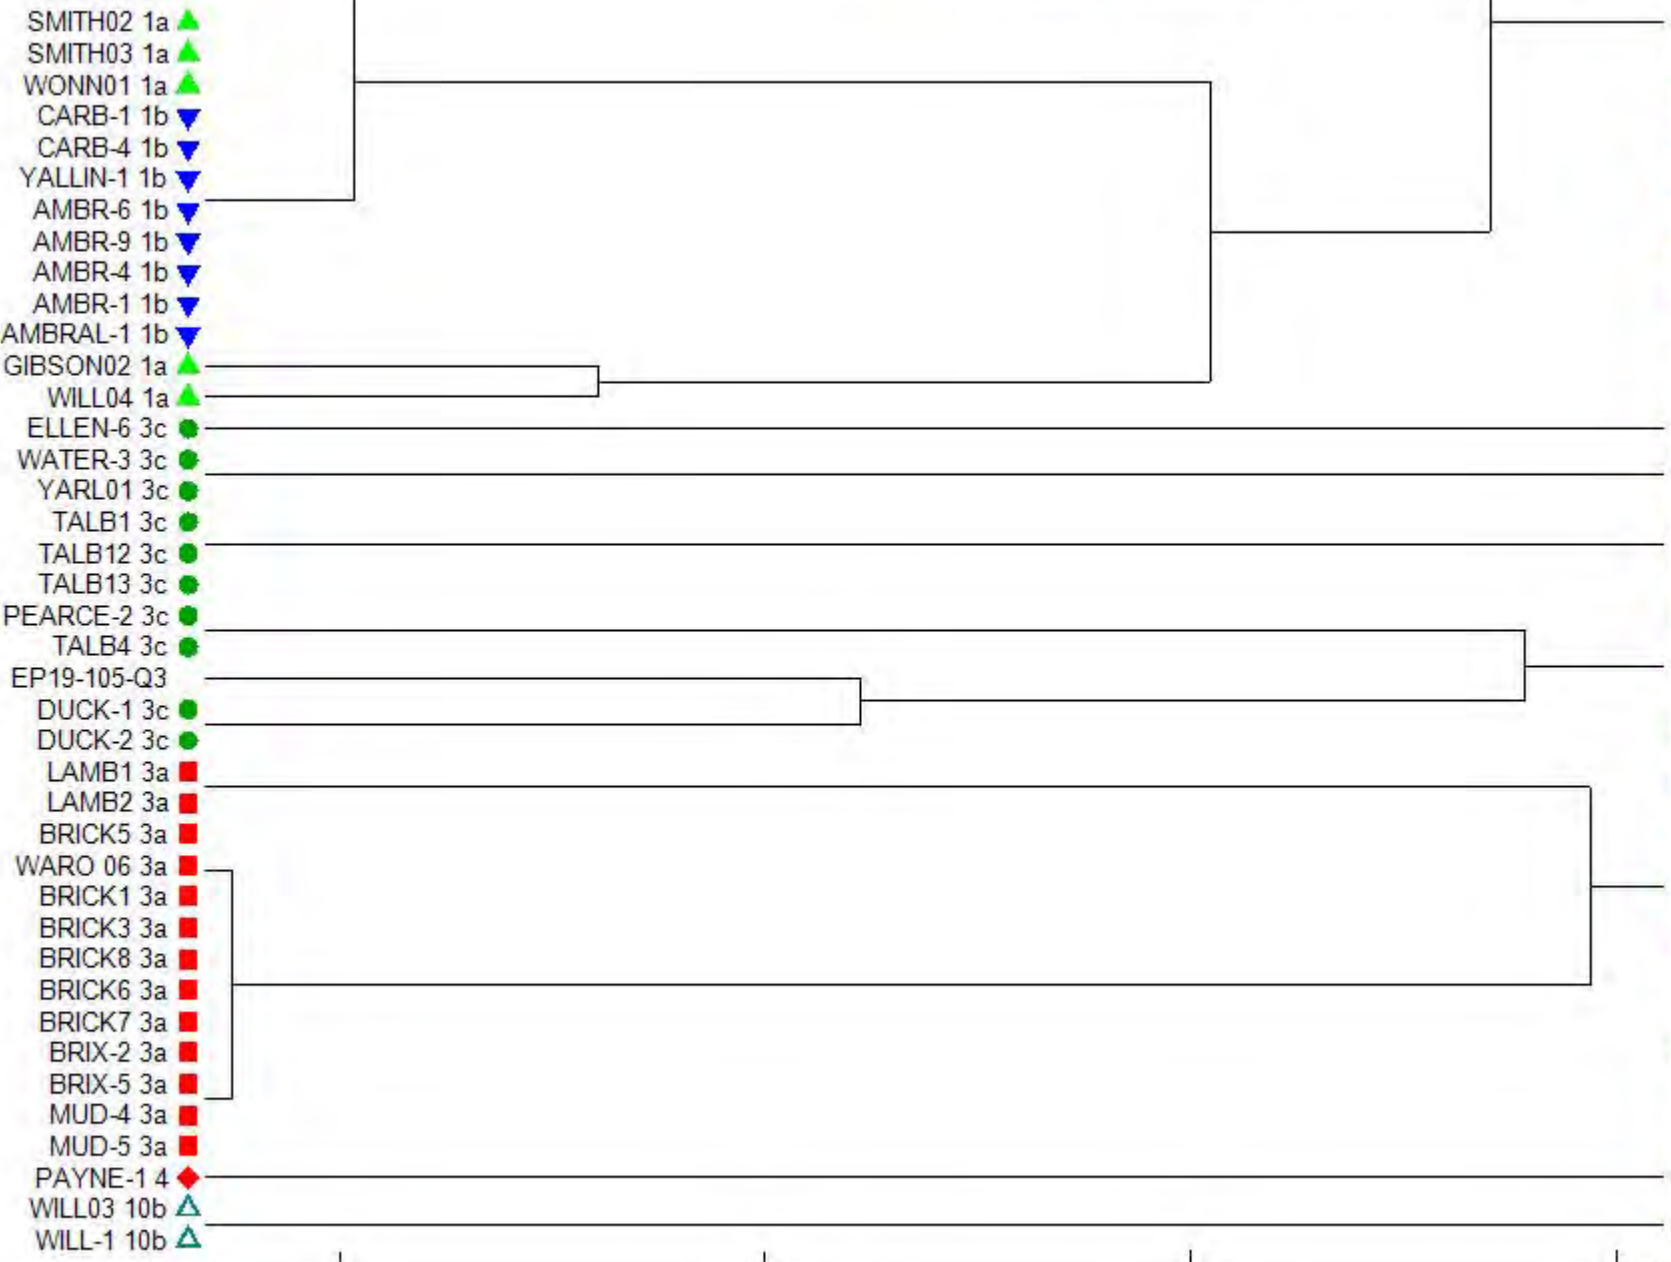 SMITH02 1a
SMITH03 1a
WONN01 1a
CARB-1 1b
CARB-4 1b
YALLIN-1 1b
AMBR-6 1b
AMBR-9 1b
AMBR-4 1b
AMBR-1 1b
AMBRAL-1 1b
GIBSON02 1a
WILL04 1a
ELLEN-6 3c
WATER-3 3c
YARL01 3c
TALB1 3c
TALB12 3c
TALB13 3c
PEARCE-2 3c
TALB4 3c
EP19-105-Q3
DUCK-1 3c
DUCK-2 3c
LAMB1 3a
LAMB2 3a
BRICK5 3a
WARO 06 3a
BRICK1 3a
BRICK3 3a
BRICK8 3a
BRICK6 3a
BRICK7 3a
BRIX-2 3a
BRIX-5 3a
MUD-4 3a
MUD-5 3a
PAYNE-1 4
WILL03 10b
WILL-1 10b